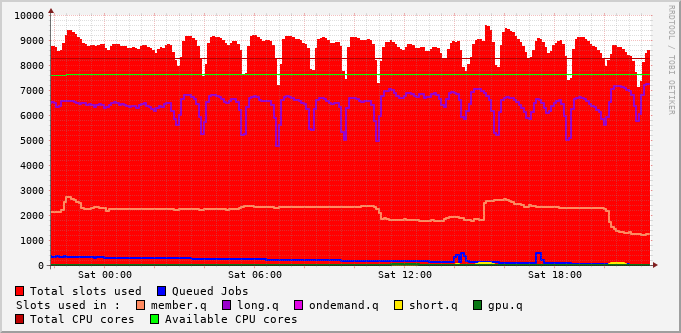 10000
9000
8000
7000
6000
5000
4000
3000
2000
1000
0
Sat 00:00 Sat 06:00 Sat 12:00 Sat 18:00
RRDTOOL / TOBI OETIKER
Total slots used Queued Jobs
Slots used in : member.q long.q ondemand.q short.q gpu.q
Total CPU cores Available CPU cores